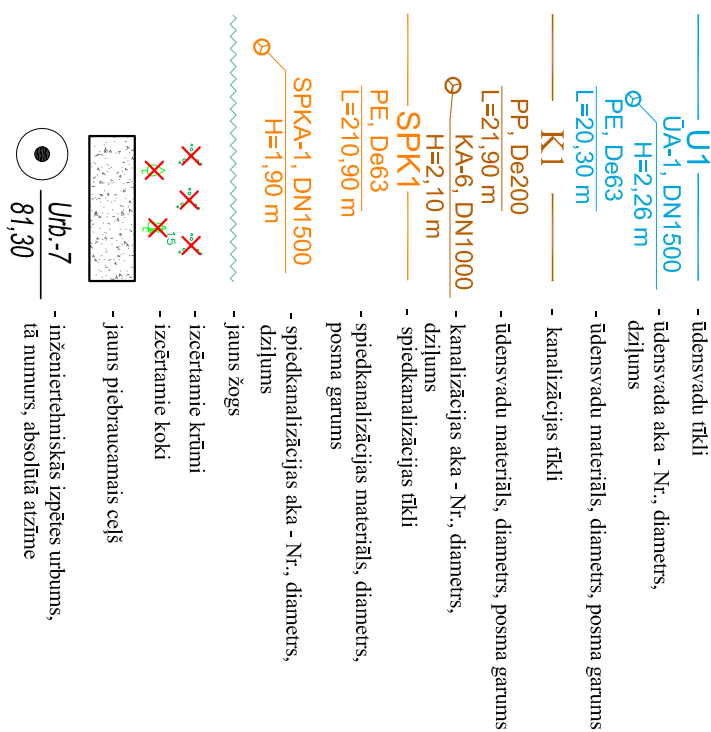 U1
- ūdensvadu tīkli
ŪA-1, DN1500
H=2,26 m
- ūdensvada aka - Nr., diametrs,
dziļums
PE, De63
L=20,30 m
- ūdensvadu materiāls, diametrs, posma garums
K1
- kanalizācijas tīkli
PP, De200
L=21,90 m
- ūdensvadu materiāls, diametrs, posma garums
KA-6, DN1000
H=2,10 m
- kanalizācijas aka - Nr., diametrs,
dziļums
SPK1
- spiedkanalizācijas tīkli
PE, De63
L=210,90 m
- spiedkanalizācijas materiāls, diametrs,
posma garums
SPKA-1, DN1500
H=1,90 m
- spiedkanalizācijas aka - Nr., diametrs,
dziļums
- jauns žogs
- izcērtamie krūmi
15
- izcērtamie koki
- jauns piebraucamais ceļš
Urb.-7
81,30
- inženiertehniskās izpētes urbums,
tā numurs, absolūtā atzīme